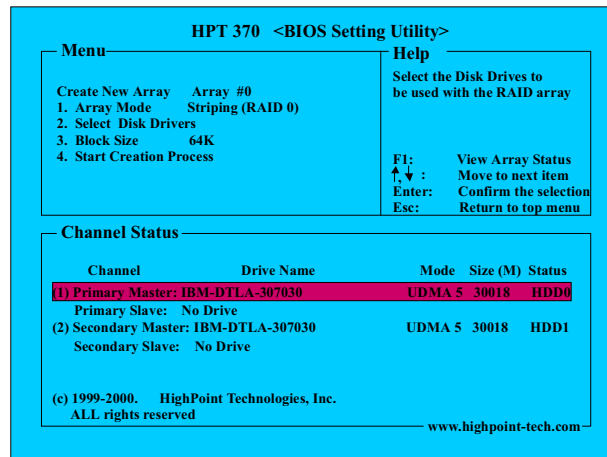 HPT 370 <BIOS Setting Utility>
Menu
Create New Array Array #0
1. Array Mode Striping (RAID 0)
2. Select Disk Drivers
3. Block Size 64K
4. Start Creation Process
Help
Select the Disk Drives to
be used with the RAID array
F1: View Array Status
↑,↓ : Move to next item
Enter: Confirm the selection
Esc: Return to top menu
Channel Status
Channel Drive Name Mode Size (M) Status
(1) Primary Master: IBM-DTLA-307030 UDMA 5 30018 HDD0
Primary Slave: No Drive
(2) Secondary Master: IBM-DTLA-307030 UDMA 5 30018 HDD1
Secondary Slave: No Drive
(c) 1999-2000. HighPoint Technologies, Inc.
ALL rights reserved
www.highpoint-tech.com